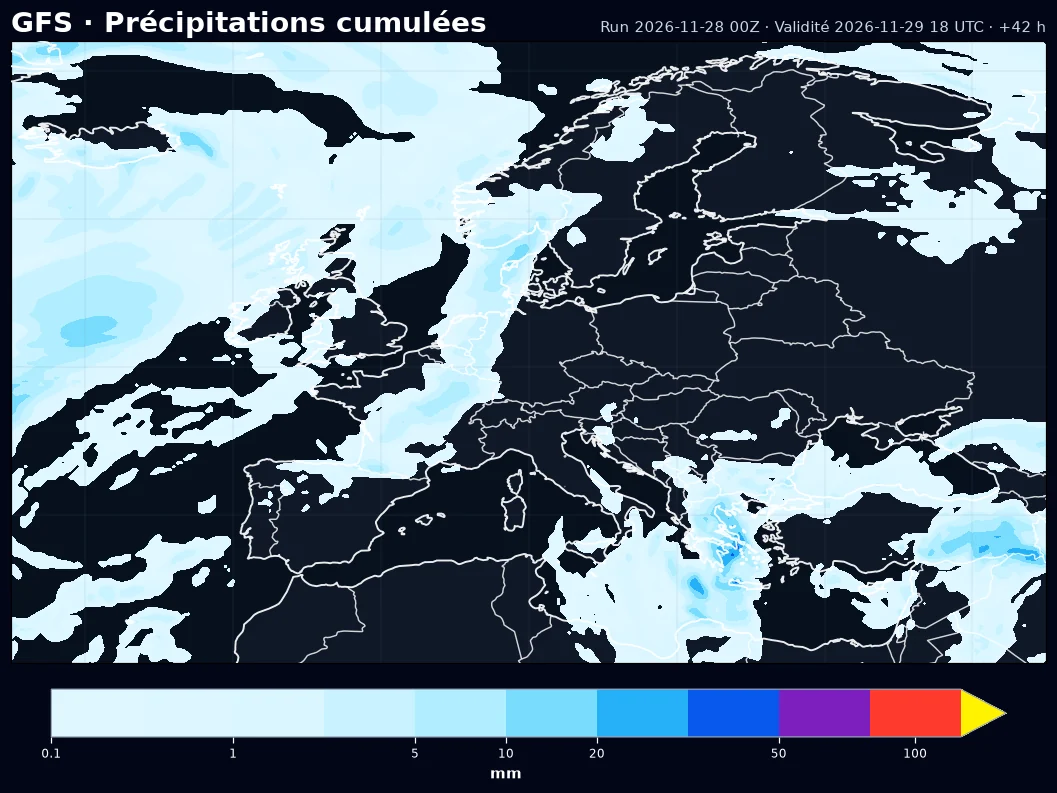 GFS · Précipitations cumulées
Run 2026-11-28 00Z · Validité 2026-11-29 18 UTC · +42 h
0.1 1 5 10 20 50 100
mm